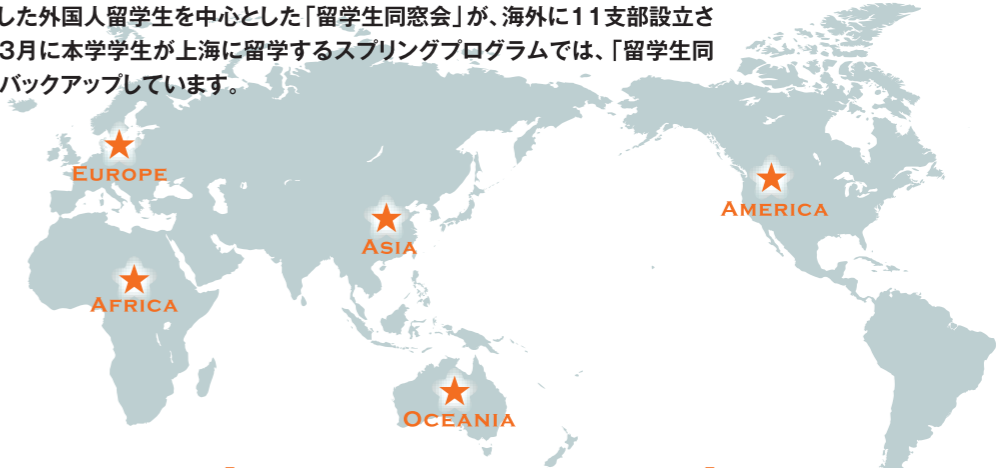 した外国人留学生を中心とした「留学生同窓会」が、海外に11支部設立さ
3月に本学学生が上海に留学するスプリングプログラムでは、「留学生同
バックアップしています。
EUROPE
AMERICA
ASIA
AFRICA
OCEANIA